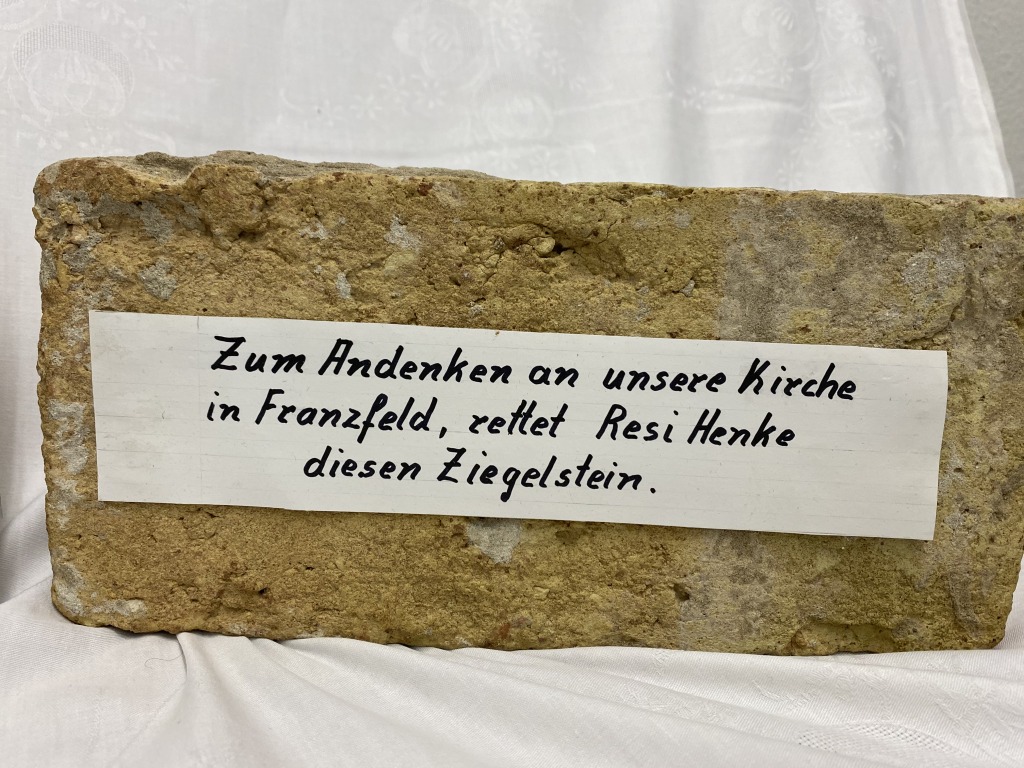 Zum Andenken an unsere Kirche
in Franzfeld, rettet Resi Henke
diesen Ziegelstein.